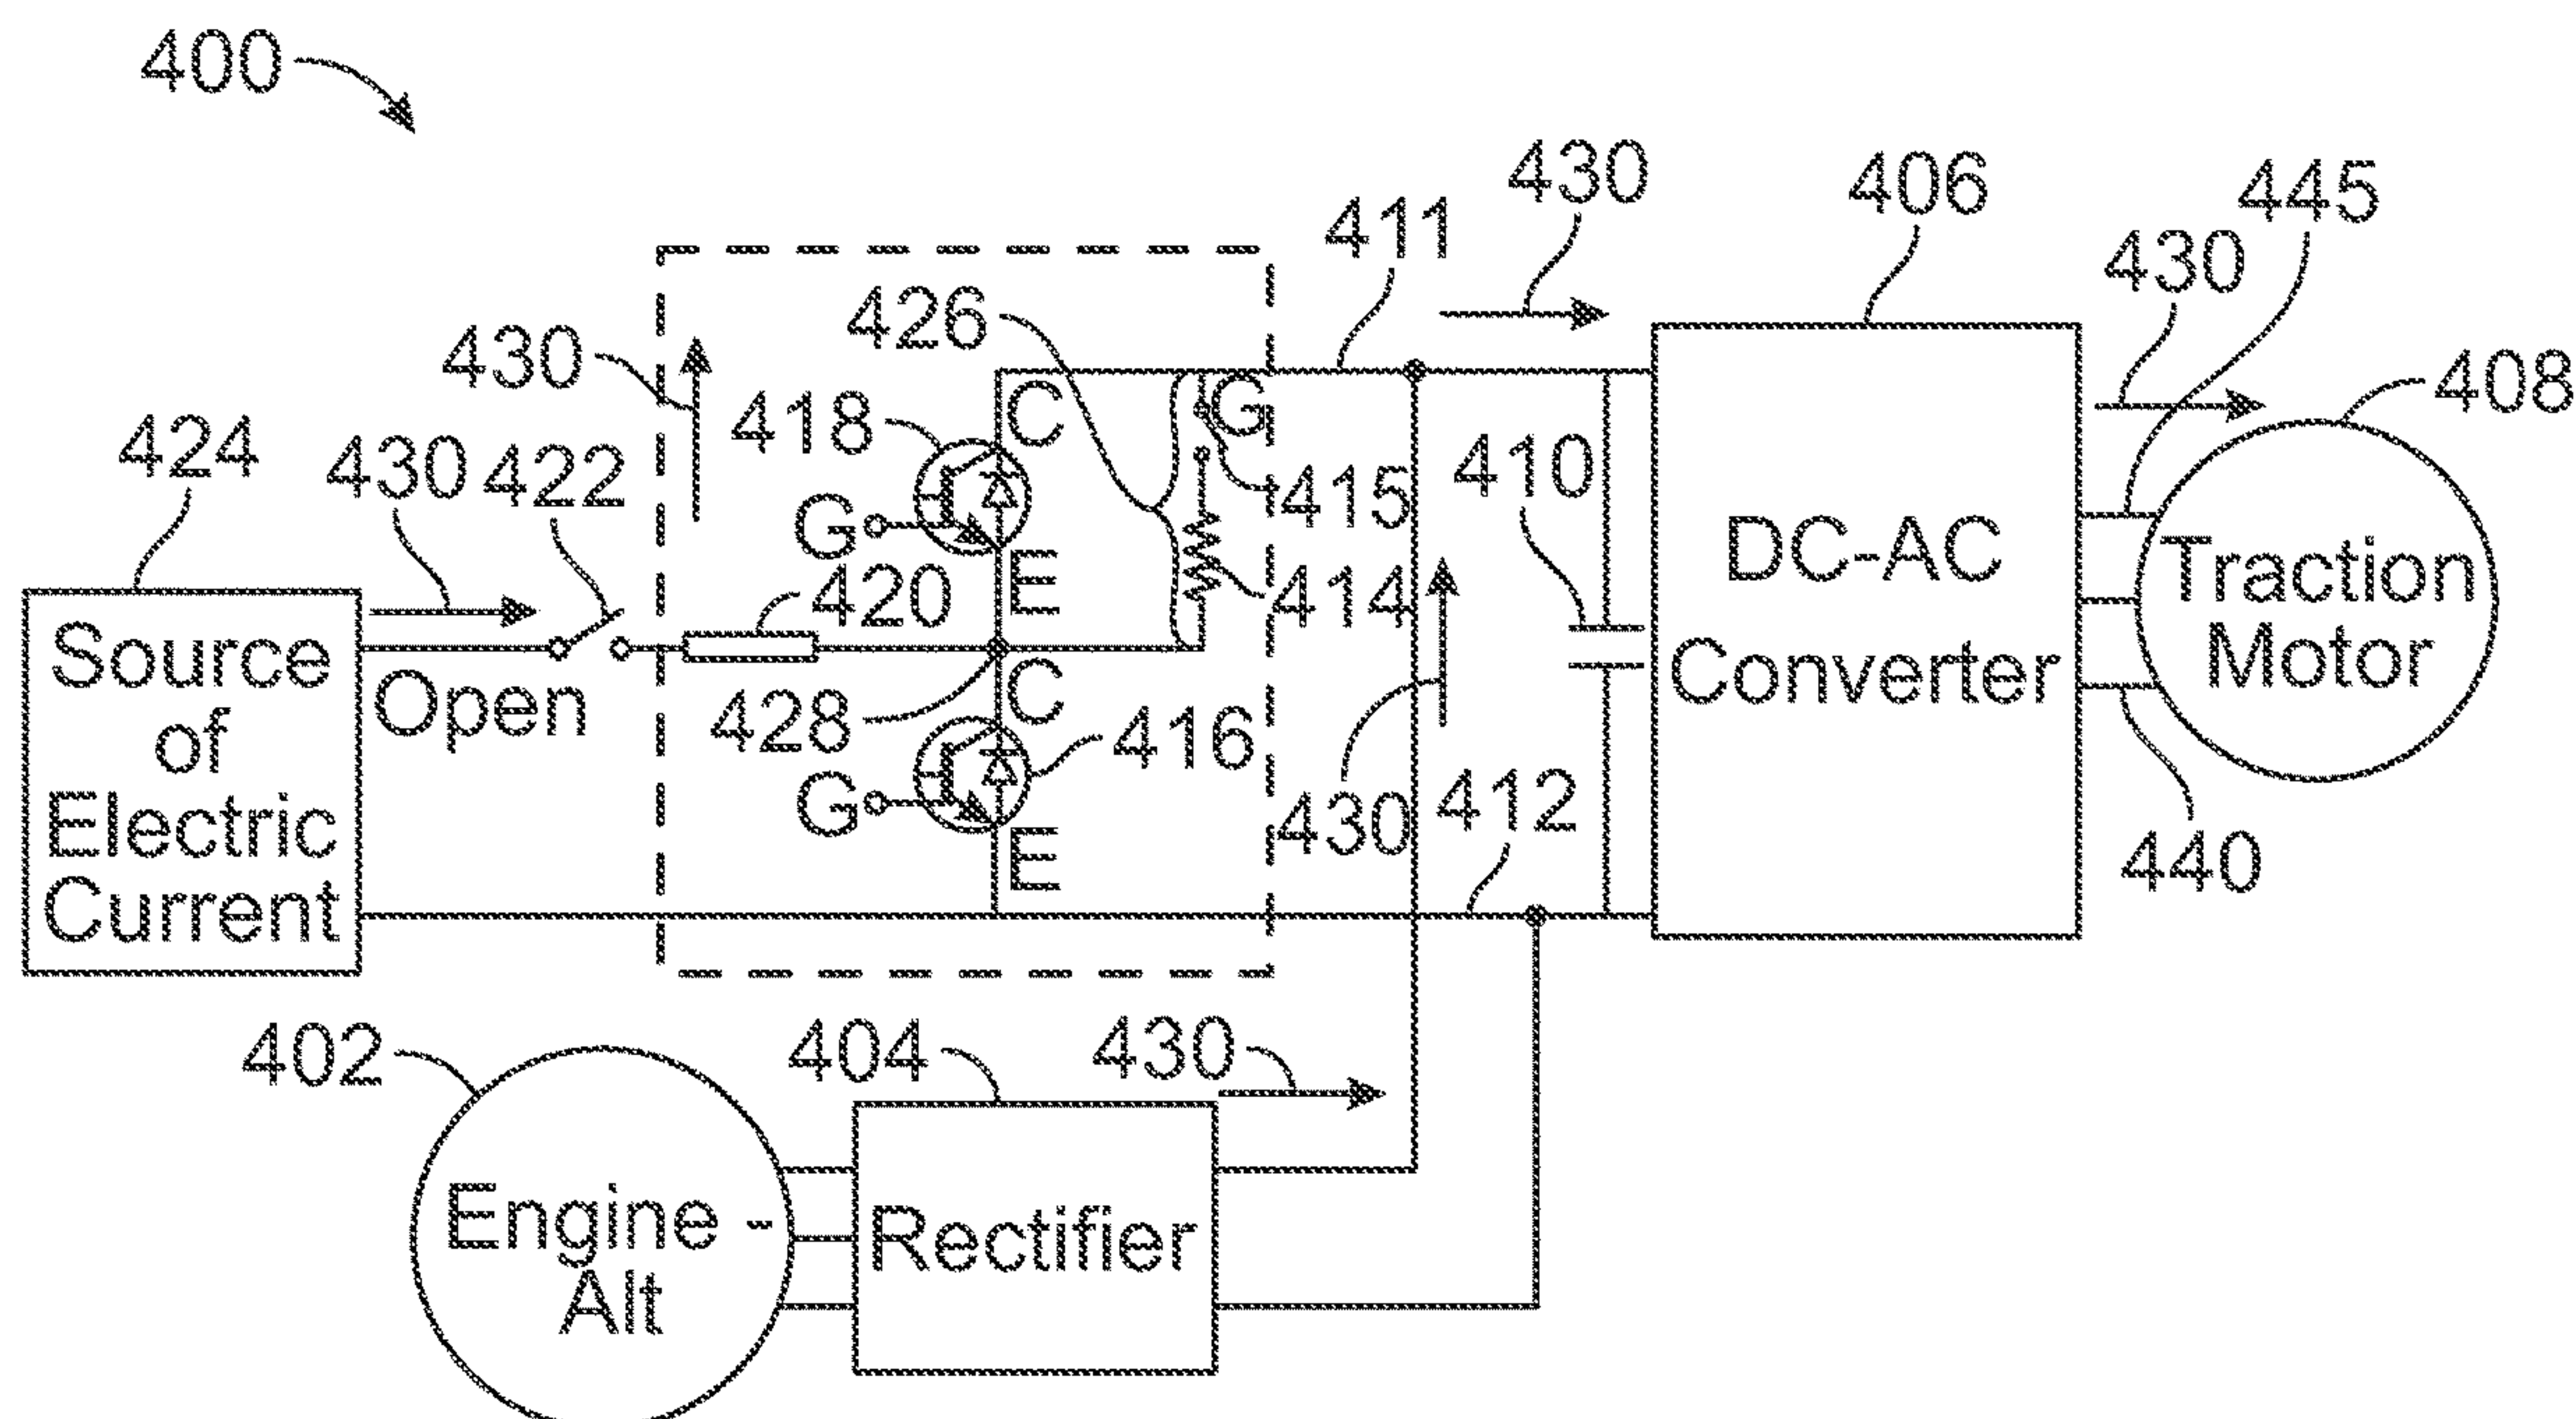 400
430
406
445
411
430
426
430
408
418
C
G
424
430
422
410
415
G
E
420
414
DC-AC
Converter
Traction
Motor
Source
of
Electric
Current
Open
428
C
416
G
E
430
412
440
402
404
430
Engine -
Alt
Rectifier